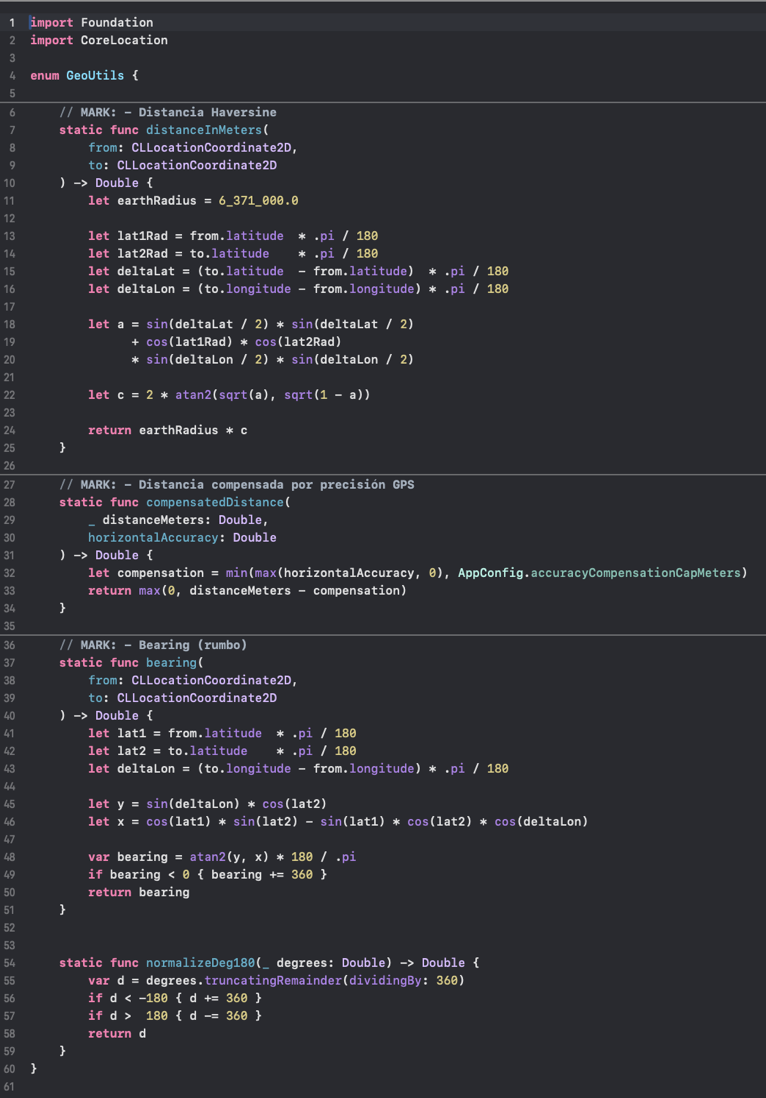 1 import Foundation
2 import CoreLocation
3
4 enum GeoUtils {
5
6     // MARK: - Distancia Haversine
7     static func distanceInMeters(
8         from: CLLocationCoordinate2D,
9         to: CLLocationCoordinate2D
10     ) -> Double {
11         let earthRadius = 6_371_000.0
12
13         let lat1Rad = from.latitude  * .pi / 180
14         let lat2Rad = to.latitude    * .pi / 180
15         let deltaLat = (to.latitude  - from.latitude)  * .pi / 180
16         let deltaLon = (to.longitude - from.longitude) * .pi / 180
17
18         let a = sin(deltaLat / 2) * sin(deltaLat / 2)
19               + cos(lat1Rad) * cos(lat2Rad)
20               * sin(deltaLon / 2) * sin(deltaLon / 2)
21
22         let c = 2 * atan2(sqrt(a), sqrt(1 - a))
23
24         return earthRadius * c
25     }
26
27     // MARK: - Distancia compensada por precisión GPS
28     static func compensatedDistance(
29         _ distanceMeters: Double,
30         horizontalAccuracy: Double
31     ) -> Double {
32         let compensation = min(max(horizontalAccuracy, 0), AppConfig.accuracyCompensationCapMeters)
33         return max(0, distanceMeters - compensation)
34     }
35
36     // MARK: - Bearing (rumbo)
37     static func bearing(
38         from: CLLocationCoordinate2D,
39         to: CLLocationCoordinate2D
40     ) -> Double {
41         let lat1 = from.latitude  * .pi / 180
42         let lat2 = to.latitude    * .pi / 180
43         let deltaLon = (to.longitude - from.longitude) * .pi / 180
44
45         let y = sin(deltaLon) * cos(lat2)
46         let x = cos(lat1) * sin(lat2) - sin(lat1) * cos(lat2) * cos(deltaLon)
47
48         var bearing = atan2(y, x) * 180 / .pi
49         if bearing < 0 { bearing += 360 }
50         return bearing
51     }
52
53
54     static func normalizeDeg180(_ degrees: Double) -> Double {
55         var d = degrees.truncatingRemainder(dividingBy: 360)
56         if d < -180 { d += 360 }
57         if d >  180 { d -= 360 }
58         return d
59     }
60 }
61